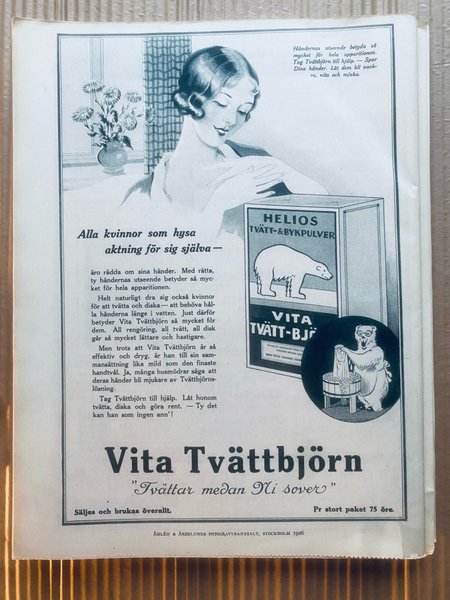 Händernas utseende betyda så
mycket för hela apparitionen.
Tag Tvättbjörn till hjälp. — Spar
Dina händer. Låt dem bli vack-
ra, vita och mjuka.
HELIOS
TVÄTT-&BYKPULVER
VITA
TVÄTT-BJÖ
Alla kvinnor som hysa
aktning för sig själva —
äro rädda om sina händer. Med rätta,
ty händernas utseende betyder så myc-
ket för hela apparitionen.
Helt naturligt dra sig också kvinnor
för att tvätta och diska — att behöva hål-
la händerna länge i vatten. Just därför
betyder Vita Tvättbjörn så mycket för
dem. All rengöring, all tvätt, all disk
går så mycket lättare och hastigare.
Men trots att Vita Tvättbjörn är så
effektiv och dryg, är han till sin sam-
mansättning lika mild som den finaste
handtvål. Ja, många husmödrar säga att
deras händer bli mjukare av Tvättbjörns-
lösning.
Tag Tvättbjörn till hjälp. Låt honom
tvätta, diska och göra rent. — Ty det
kan han som ingen ann'!
Vita Tvättbjörn
"Tvättar medan Ni sover"
Säljes och brukas överallt.
Pr stort paket 75 öre.
ÅHLÉN & ÅKERLUNDS FOTOGRAVYRANSTALT, STOCKHOLM 1926